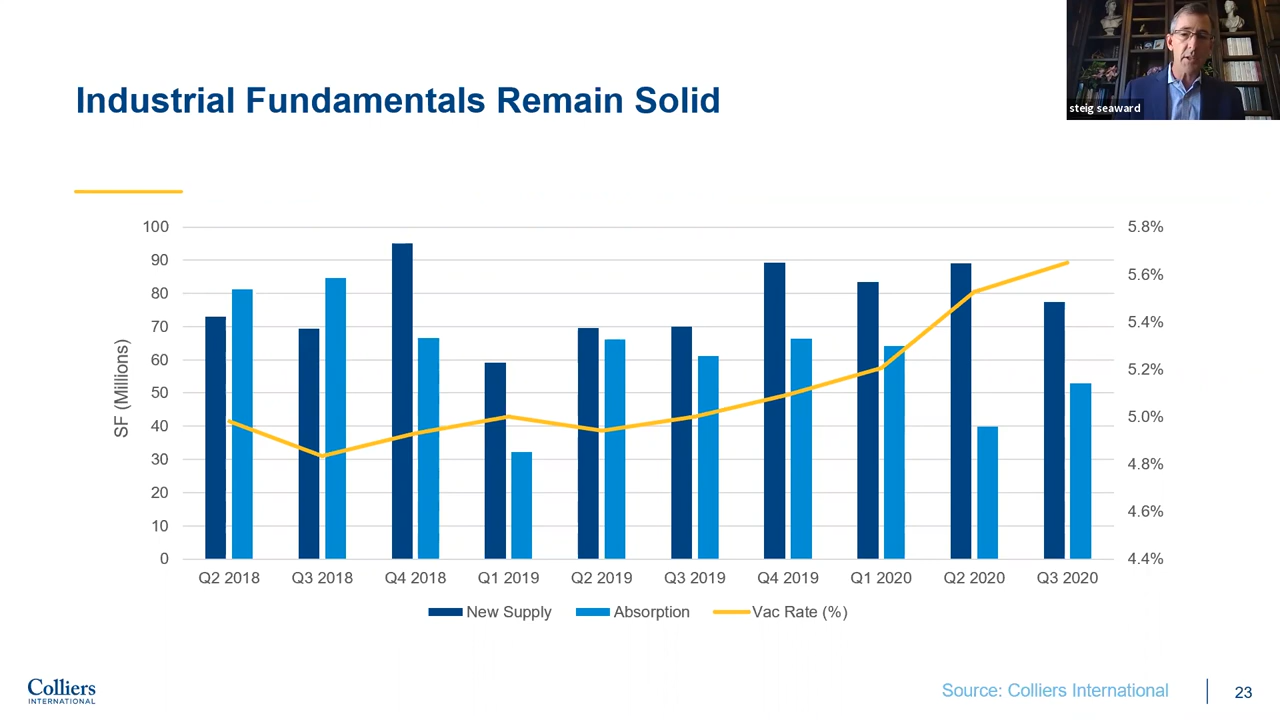 steig seaward
Industrial Fundamentals Remain Solid
100
90
80
70
60
50
40
30
20
10
0
SF (Millions)
5.8%
5.6%
5.4%
5.2%
5.0%
4.8%
4.6%
4.4%
Q2 2018 Q3 2018 Q4 2018 Q1 2019 Q2 2019 Q3 2019 Q4 2019 Q1 2020 Q2 2020 Q3 2020
New Supply Absorption Vac Rate (%)
Colliers
INTERNATIONAL
Source: Colliers International
23